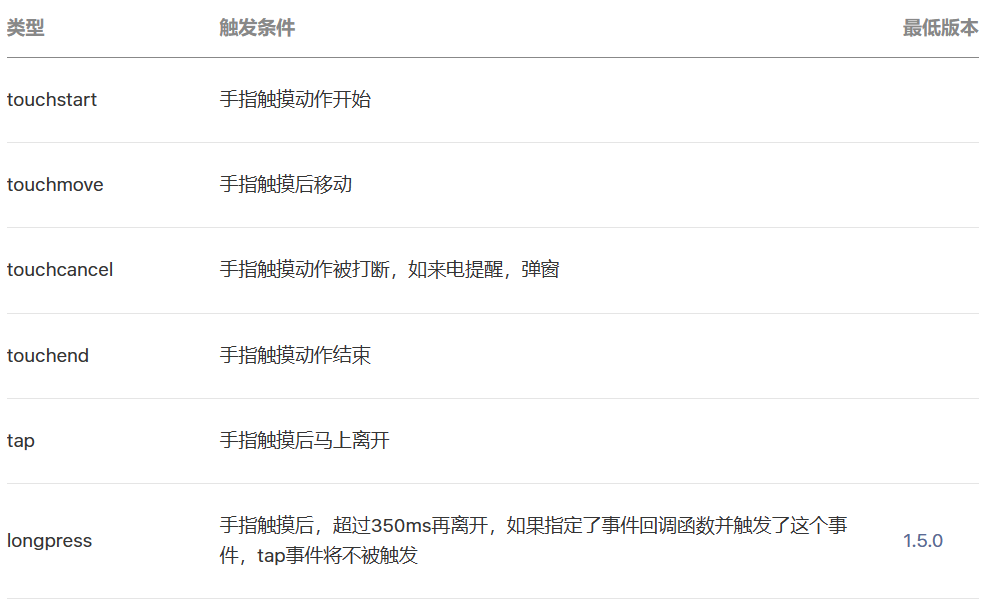 类型 触发条件 最低版本
touchstart 手指触摸动作开始
touchmove 手指触摸后移动
touchcancel 手指触摸动作被打断，如来电提醒，弹窗
touchend 手指触摸动作结束
tap 手指触摸后马上离开
longpress 手指触摸后，超过350ms再离开，如果指定了事件回调函数并触发了这个事 1.5.0
件，tap事件将不被触发